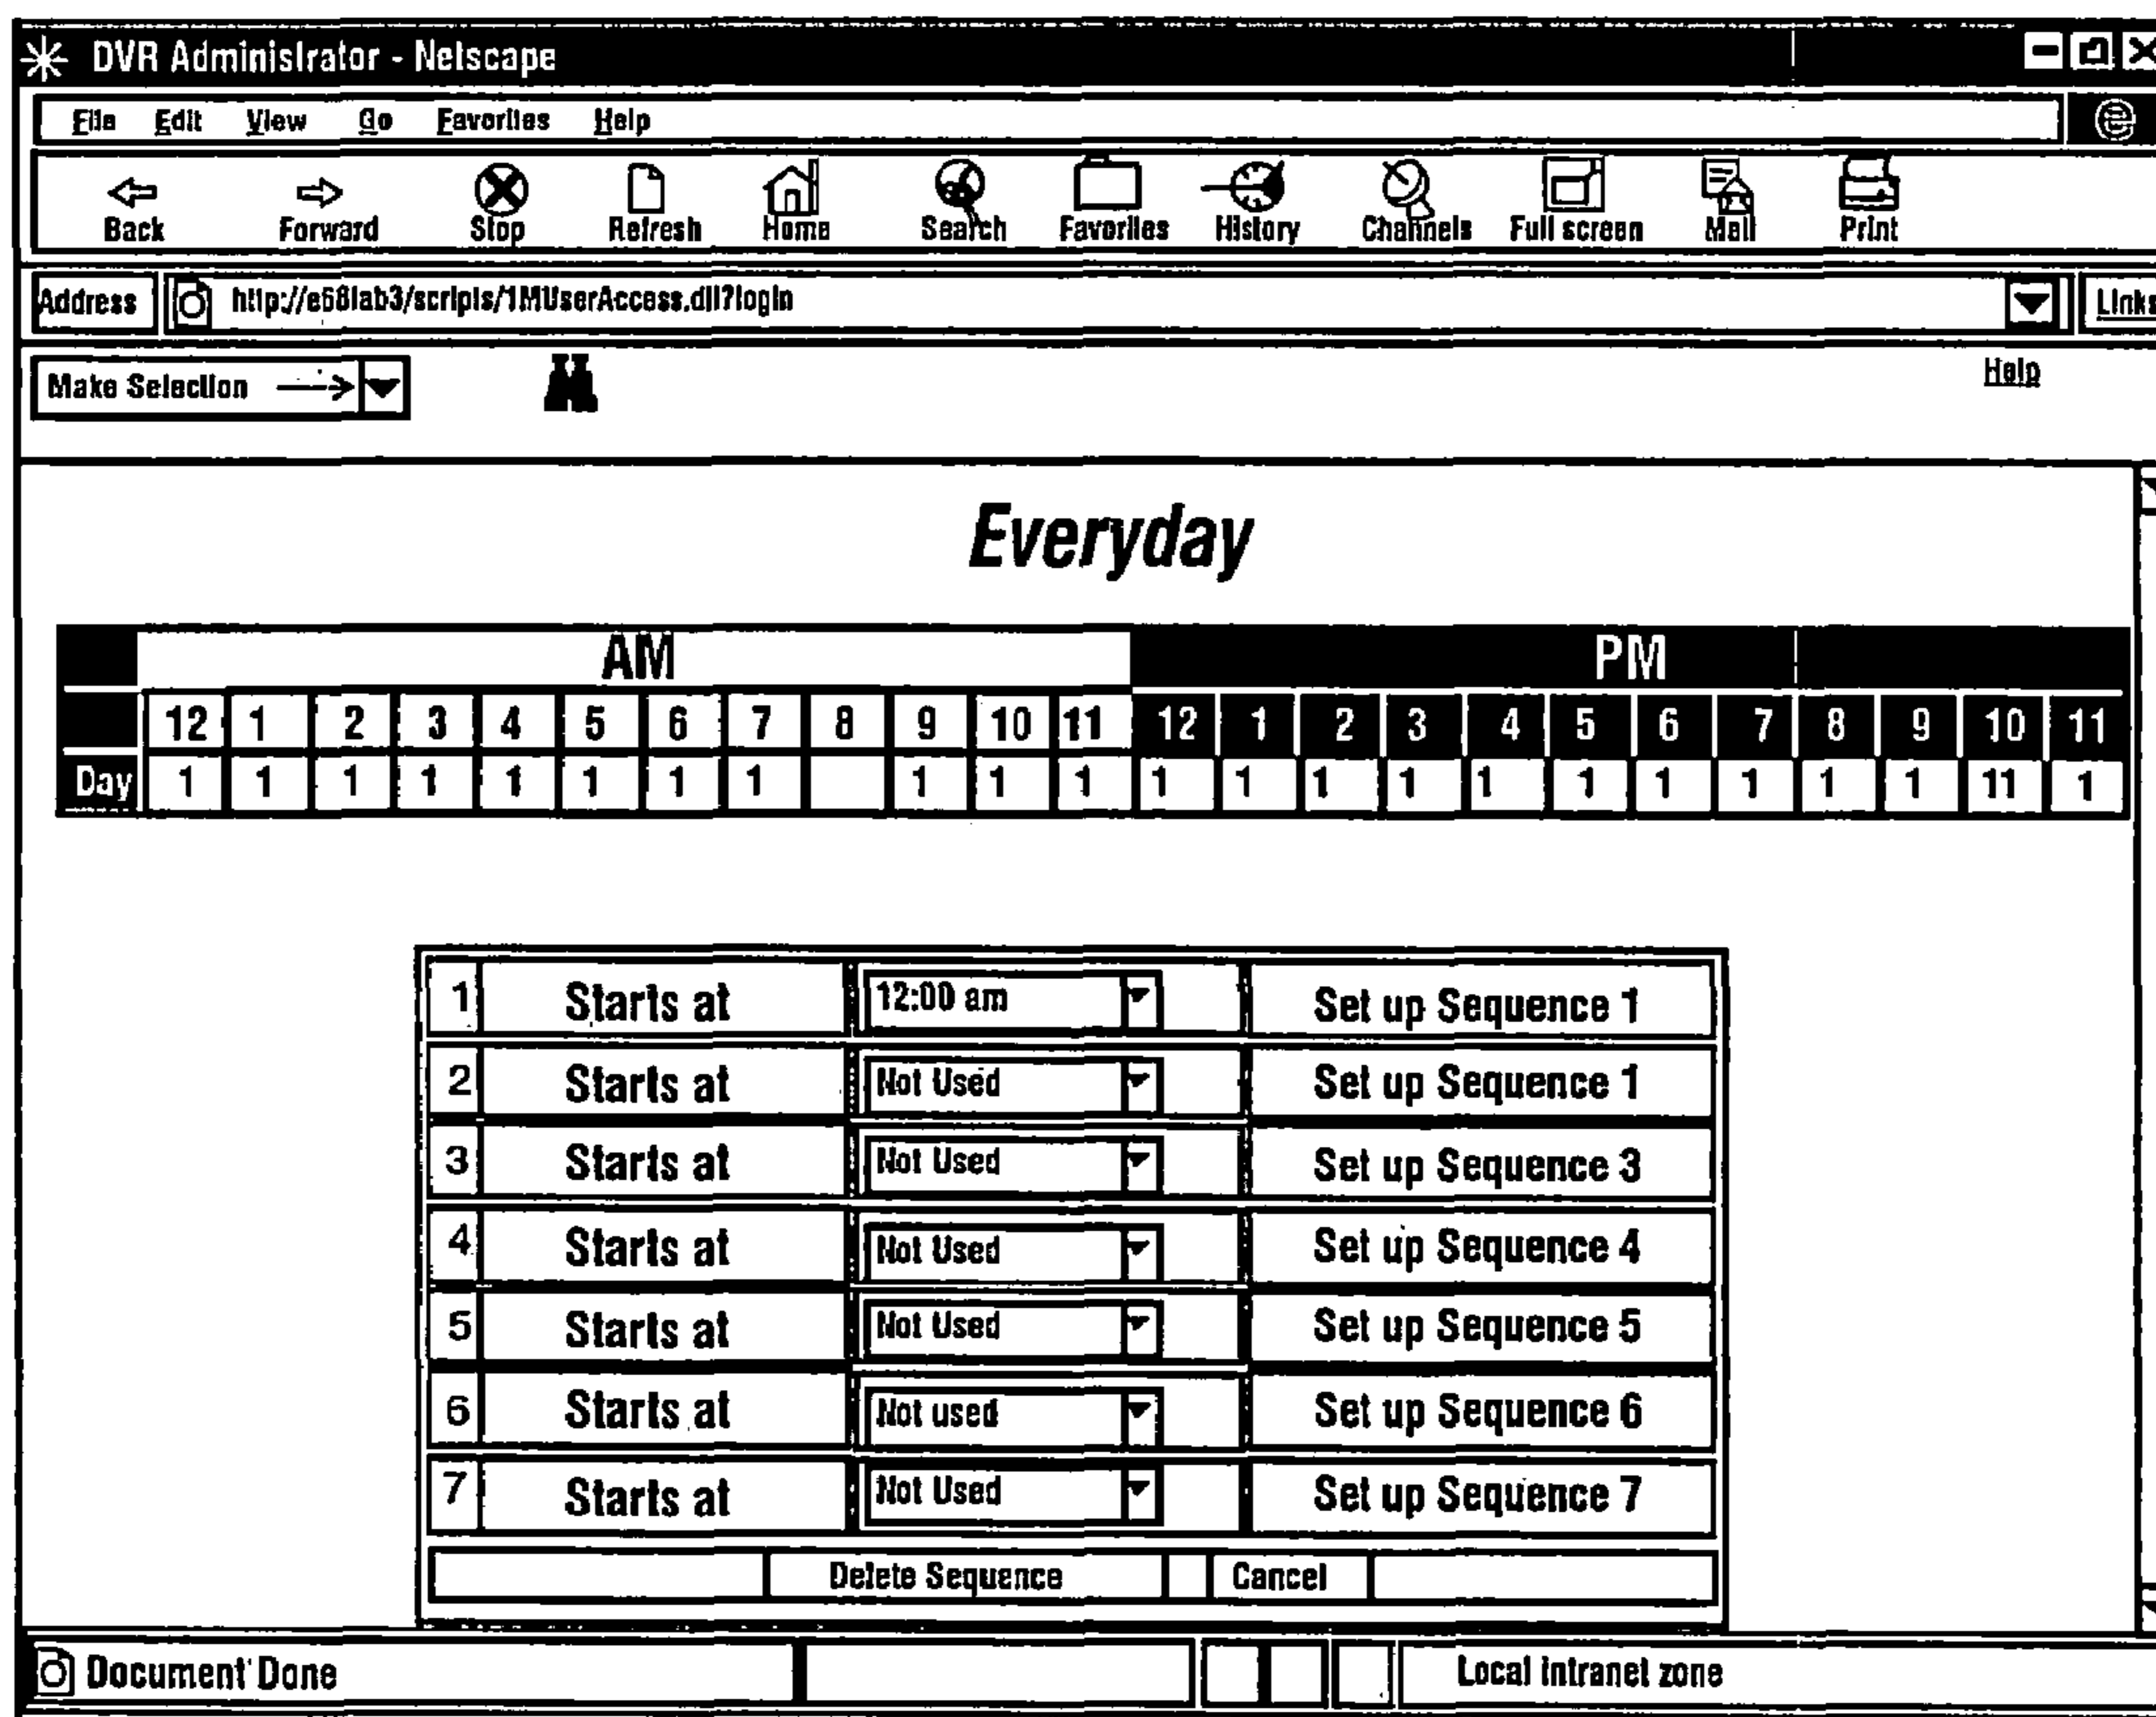 DVR Administrator - Netscape
File Edit View Go Favorites Help
Back Forward Stop Refresh Home Search Favorites History Channels Full screen Mail Print
Address http://e68lab3/scripts/1MUserAccess.dll?login Links
Make Selection Help
Everyday
AM PM
12 1 2 3 4 5 6 7 8 9 10 11 12 1 2 3 4 5 6 7 8 9 10 11
Day 1 1 1 1 1 1 1 1 1 1 1 1 1 1 1 1 1 1 1 1 1 11 1
1 Starts at 12:00 am Set up Sequence 1
2 Starts at Not Used Set up Sequence 1
3 Starts at Not Used Set up Sequence 3
4 Starts at Not Used Set up Sequence 4
5 Starts at Not Used Set up Sequence 5
6 Starts at Not used Set up Sequence 6
7 Starts at Not Used Set up Sequence 7
Delete Sequence Cancel
Document Done Local intranet zone